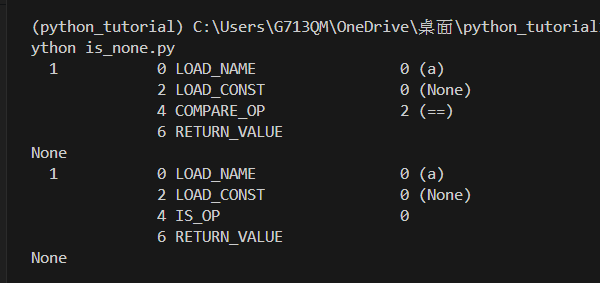 (python_tutorial) C:\Users\G713QM\OneDrive\桌面\python_tutorial
ython is_none.py
  1           0 LOAD_NAME                0 (a)
              2 LOAD_CONST               0 (None)
              4 COMPARE_OP               2 (==)
              6 RETURN_VALUE
None
  1           0 LOAD_NAME                0 (a)
              2 LOAD_CONST               0 (None)
              4 IS_OP                    0
              6 RETURN_VALUE
None